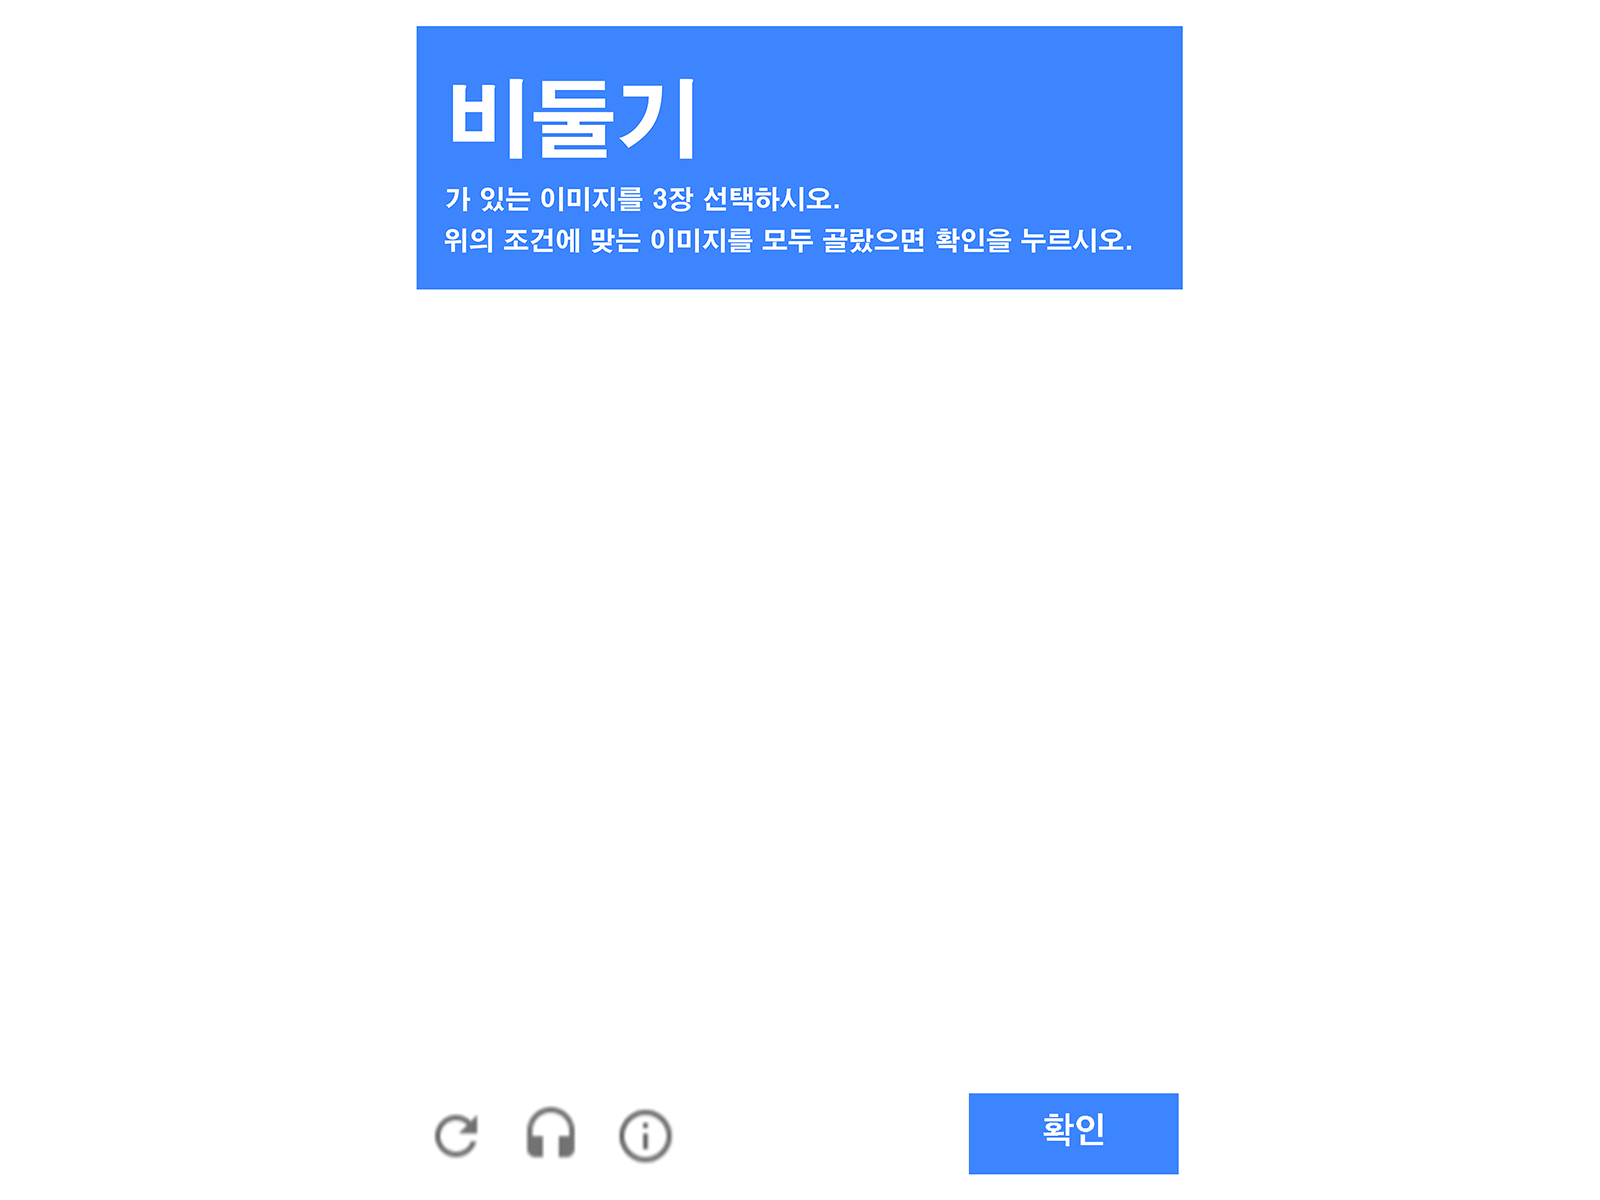 비둘기
가 있는 이미지를 3장 선택하시오.
위의 조건에 맞는 이미지를 모두 골랐으면 확인을 누르시오.
확인